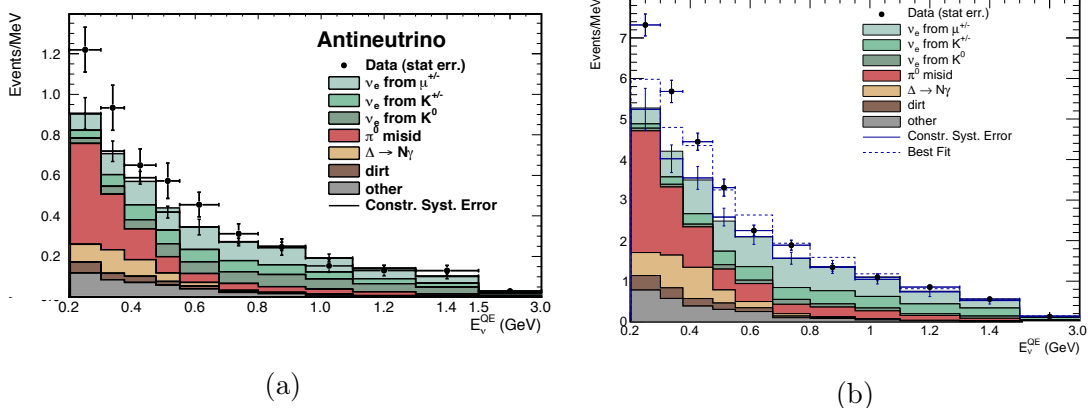 Events/MeV
Antineutrino
Data (stat err.)
νe from μ+/-
νe from K+/-
νe from K0
π0 misid
Δ → Nγ
dirt
other
Constr. Syst. Error
1.2
1.0
0.8
0.6
0.4
0.2
0.2 0.4 0.6 0.8 1.0 1.2 1.4 1.5 3.0
EνQE (GeV)
(a)
Events/MeV
Data (stat err.)
νe from μ+/-
νe from K+/-
νe from K0
π0 misid
Δ → Nγ
dirt
other
Constr. Syst. Error
Best Fit
7
6
5
4
3
2
1
0
0.2 0.4 0.6 0.8 1 1.2 1.4 3.0
EνQE (GeV)
(b)